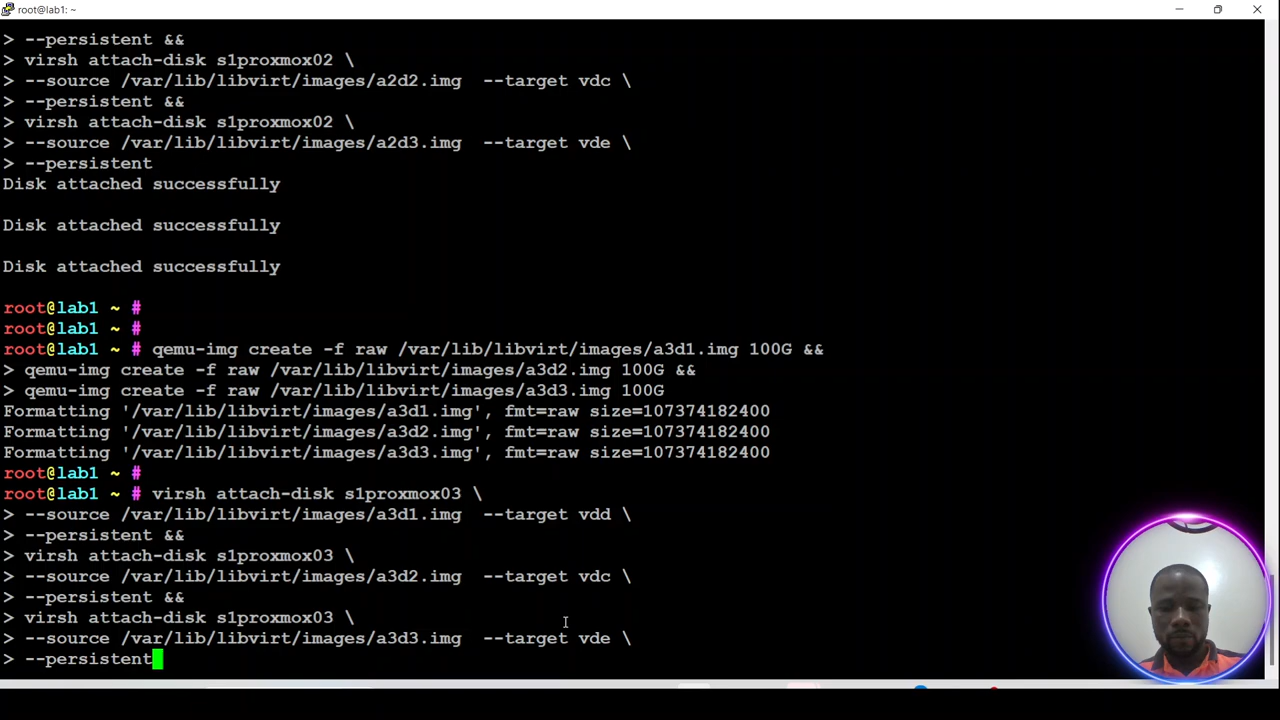 root@lab1: ~
> --persistent &&
> virsh attach-disk s1proxmox02 \
> --source /var/lib/libvirt/images/a2d2.img  --target vdc \
> --persistent &&
> virsh attach-disk s1proxmox02 \
> --source /var/lib/libvirt/images/a2d3.img  --target vde \
> --persistent
Disk attached successfully
Disk attached successfully
Disk attached successfully
root@lab1 ~ #
root@lab1 ~ #
root@lab1 ~ # qemu-img create -f raw /var/lib/libvirt/images/a3d1.img 100G &&
> qemu-img create -f raw /var/lib/libvirt/images/a3d2.img 100G &&
> qemu-img create -f raw /var/lib/libvirt/images/a3d3.img 100G
Formatting '/var/lib/libvirt/images/a3d1.img', fmt=raw size=107374182400
Formatting '/var/lib/libvirt/images/a3d2.img', fmt=raw size=107374182400
Formatting '/var/lib/libvirt/images/a3d3.img', fmt=raw size=107374182400
root@lab1 ~ #
root@lab1 ~ # virsh attach-disk s1proxmox03 \
> --source /var/lib/libvirt/images/a3d1.img  --target vdd \
> --persistent &&
> virsh attach-disk s1proxmox03 \
> --source /var/lib/libvirt/images/a3d2.img  --target vdc \
> --persistent &&
> virsh attach-disk s1proxmox03 \
> --source /var/lib/libvirt/images/a3d3.img  --target vde \
> --persistent